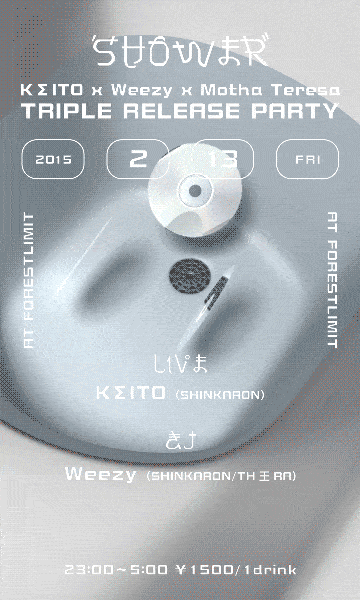 SHOWER
KΣITO x Weezy x Motha Teresa
TRIPLE RELEASE PARTY
2015 2 13 FRI
AT FORESTLIMIT
AT FORESTLIMIT
LIVE
KΣITO (SHINKARON)
DJ
Weezy (SHINKARON/TH王RA)
23:00~5:00 ¥1500/1drink